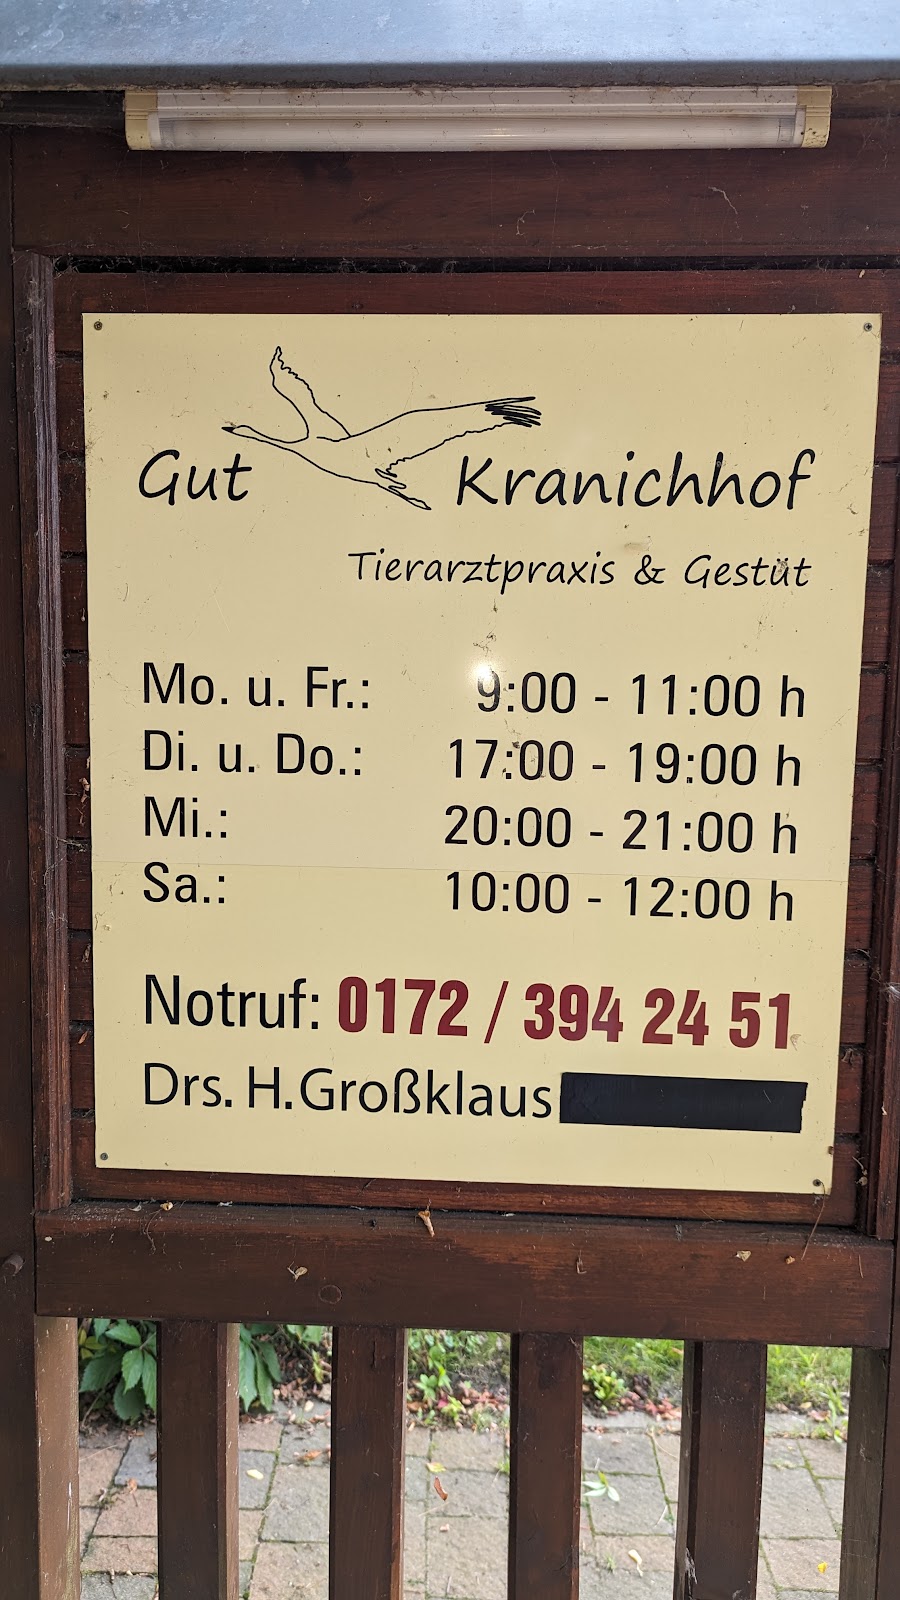 Gut Kranichhof
Tierarztpraxis & Gestüt
Mo. u. Fr.: 9:00 - 11:00 h
Di. u. Do.: 17:00 - 19:00 h
Mi.: 20:00 - 21:00 h
Sa.: 10:00 - 12:00 h
Notruf: 0172 / 394 24 51
Drs. H.Großklaus